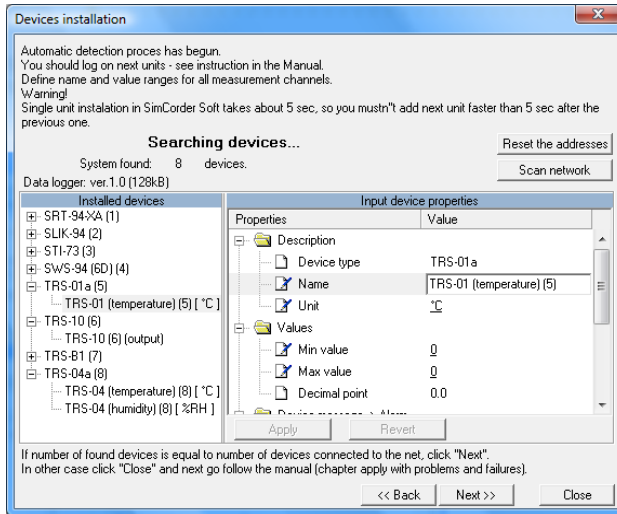 Devices installation
Automatic detection proces has begun.
You should log on next units - see instruction in the Manual.
Define name and value ranges for all measurement channels.
Warning!
Single unit instalation in SimCorder Soft takes about 5 sec, so you mustn"t add next unit faster than 5 sec after the
previous one.
Searching devices...
Reset the addresses
System found: 8 devices.
Scan network
Data logger: ver.1.0 (128kB)
Installed devices
SRT-94-XA (1)
SLIK-94 (2)
STI-73 (3)
SWS-94 (6D) (4)
TRS-01a (5)
TRS-01 (temperature) (5) [ °C ]
TRS-10 (6)
TRS-10 (6) (output)
TRS-B1 (7)
TRS-04a (8)
TRS-04 (temperature) (8) [ °C ]
TRS-04 (humidity) (8) [ %RH ]
Input device properties
Properties Value
Description
Device type TRS-01a
Name TRS-01 (temperature) (5)
Unit °C
Values
Min value 0
Max value 0
Decimal point 0.0
Apply Revert
If number of found devices is equal to number of devices connected to the net, click "Next".
In other case click "Close" and next go follow the manual (chapter apply with problems and failures).
<< Back Next >> Close